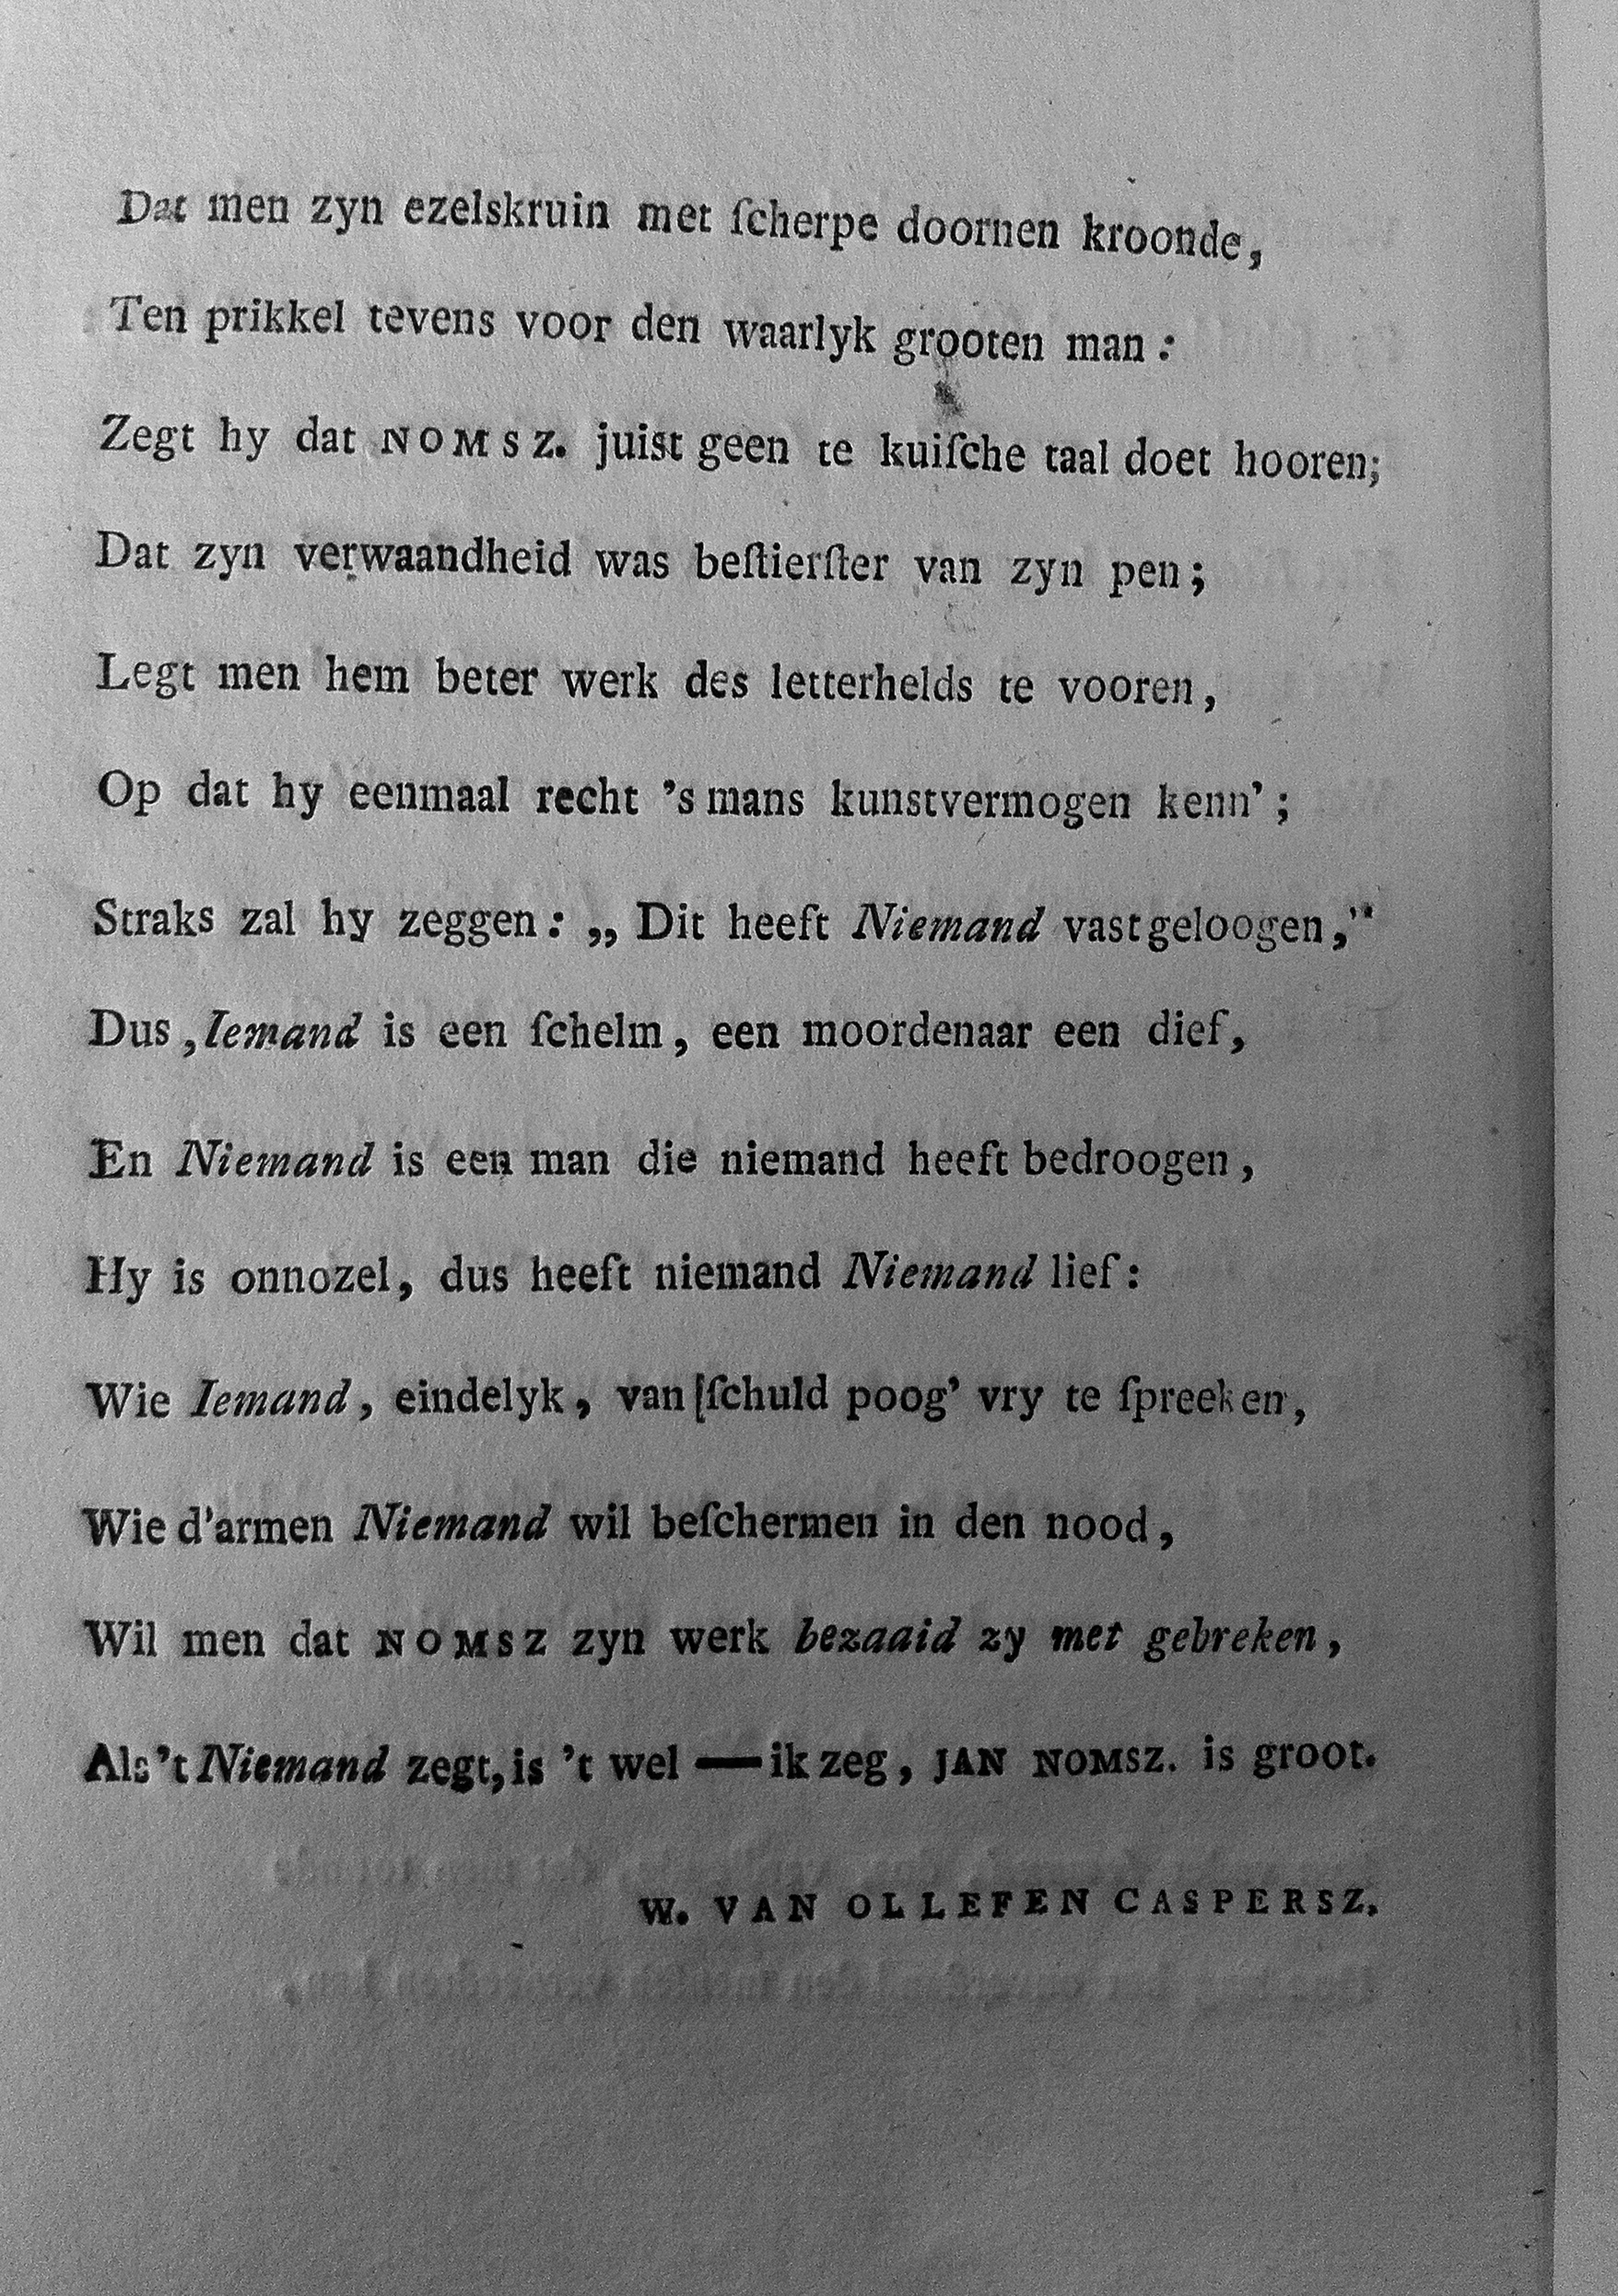 Dat men zyn ezelskruin met ſcherpe doornen kroonde,
Ten prikkel tevens voor den waarlyk grooten man:
Zegt hy dat NOMSZ. juist geen te kuiſche taal doet hooren;
Dat zyn verwaandheid was beſtierſter van zyn pen;
Legt men hem beter werk des letterhelds te vooren,
Op dat hy eenmaal recht 's mans kunstvermogen kenn';
Straks zal hy zeggen: „ Dit heeft Niemand vast geloogen,"
Dus, Iemand is een ſchelm, een moordenaar een dief,
En Niemand is een man die niemand heeft bedroogen,
Hy is onnozel, dus heeft niemand Niemand lief:
Wie Iemand, eindelyk, van [ſchuld poog' vry te ſpreeken,
Wie d'armen Niemand wil beſchermen in den nood,
Wil men dat NOMSZ zyn werk bezaaid zy met gebreken,
Als 't Niemand zegt, is 't wel — ik zeg, JAN NOMSZ. is groot.
W. VAN OLLEFEN CASPERSZ.